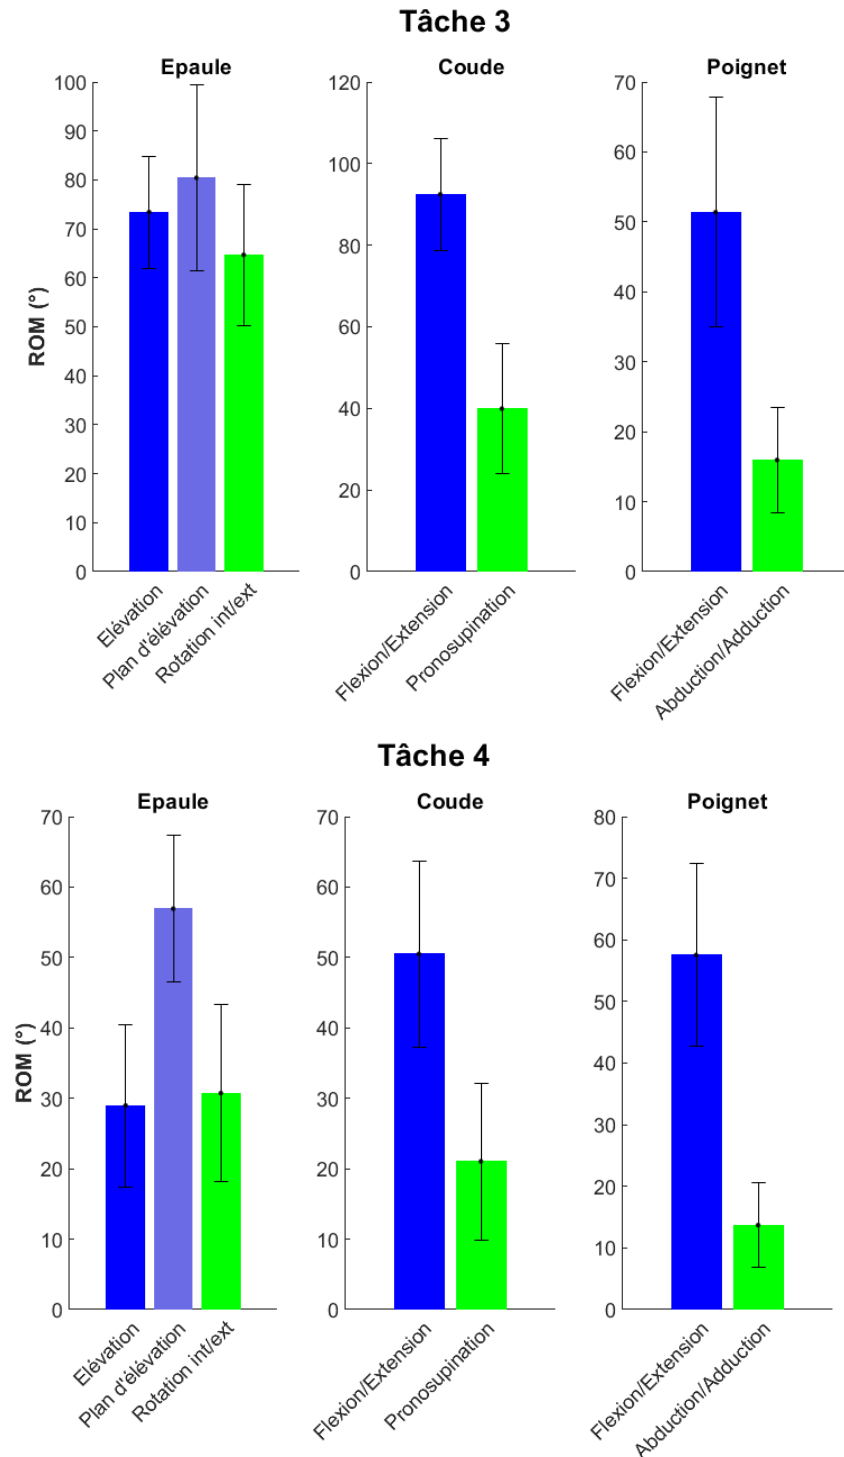 Tâche 3
Epaule
Coude
Poignet
ROM (°)
100
90
80
70
60
50
40
30
20
10
0
Elévation
Plan d'élévation
Rotation int/ext
120
100
80
60
40
20
0
Flexion/Extension
Pronosupination
70
60
50
40
30
20
10
0
Flexion/Extension
Abduction/Adduction
Tâche 4
Epaule
Coude
Poignet
ROM (°)
70
60
50
40
30
20
10
0
Elévation
Plan d'élévation
Rotation int/ext
70
60
50
40
30
20
10
0
Flexion/Extension
Pronosupination
80
70
60
50
40
30
20
10
0
Flexion/Extension
Abduction/Adduction